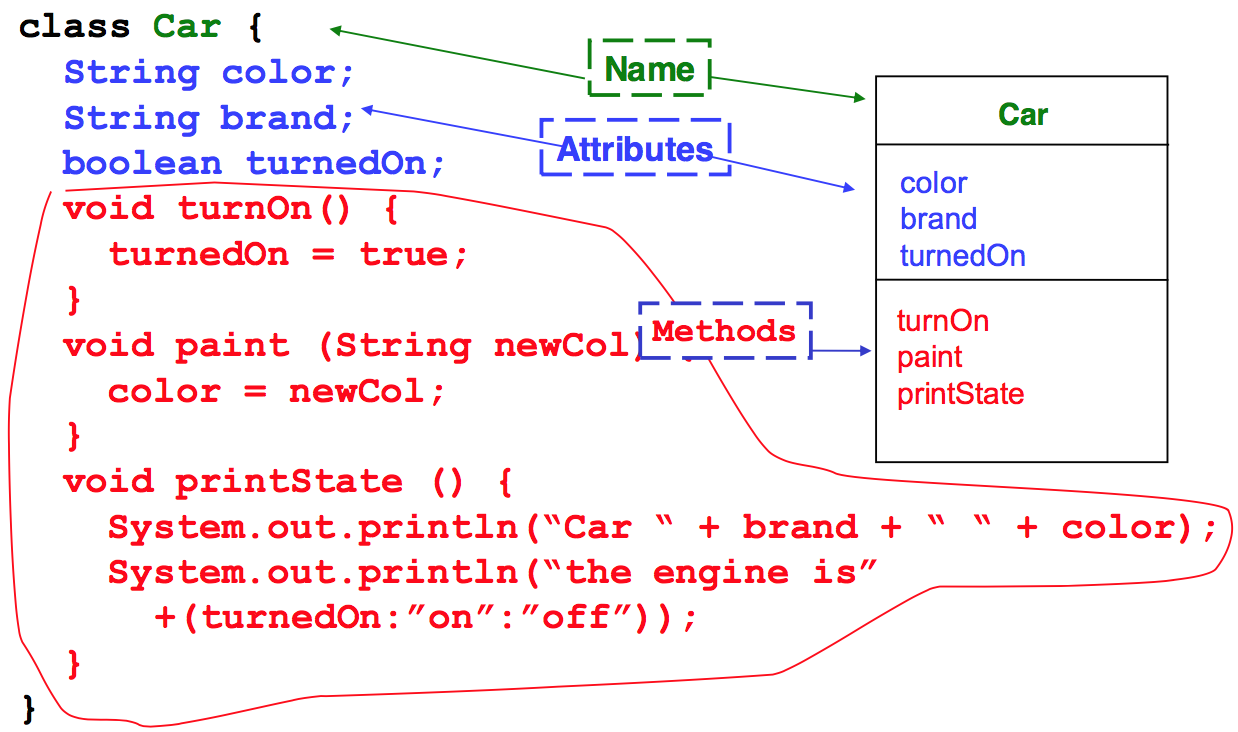 class Car {
String color;
String brand;
boolean turnedOn;
void turnOn() {
turnedOn = true;
}
void paint (String newCol)
color = newCol;
}
void printState () {
System.out.println(“Car “ + brand + “ “ + color);
System.out.println(“the engine is”
+(turnedOn:”on”:”off”));
}
}
Name
Attributes
Methods
Car
color
brand
turnedOn
turnOn
paint
printState